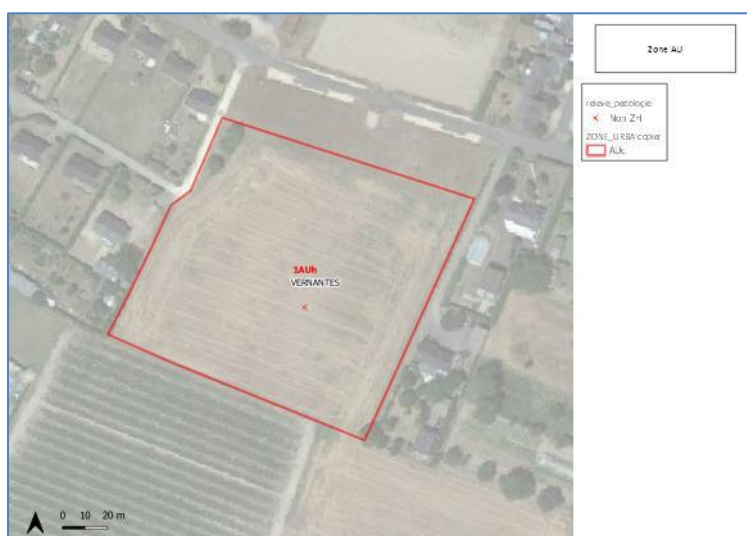 Zone AU
releve_pedologie
Non ZH
ZONE_URBA copier
AUc
1AUh
VERNANTES
0 10 20 m